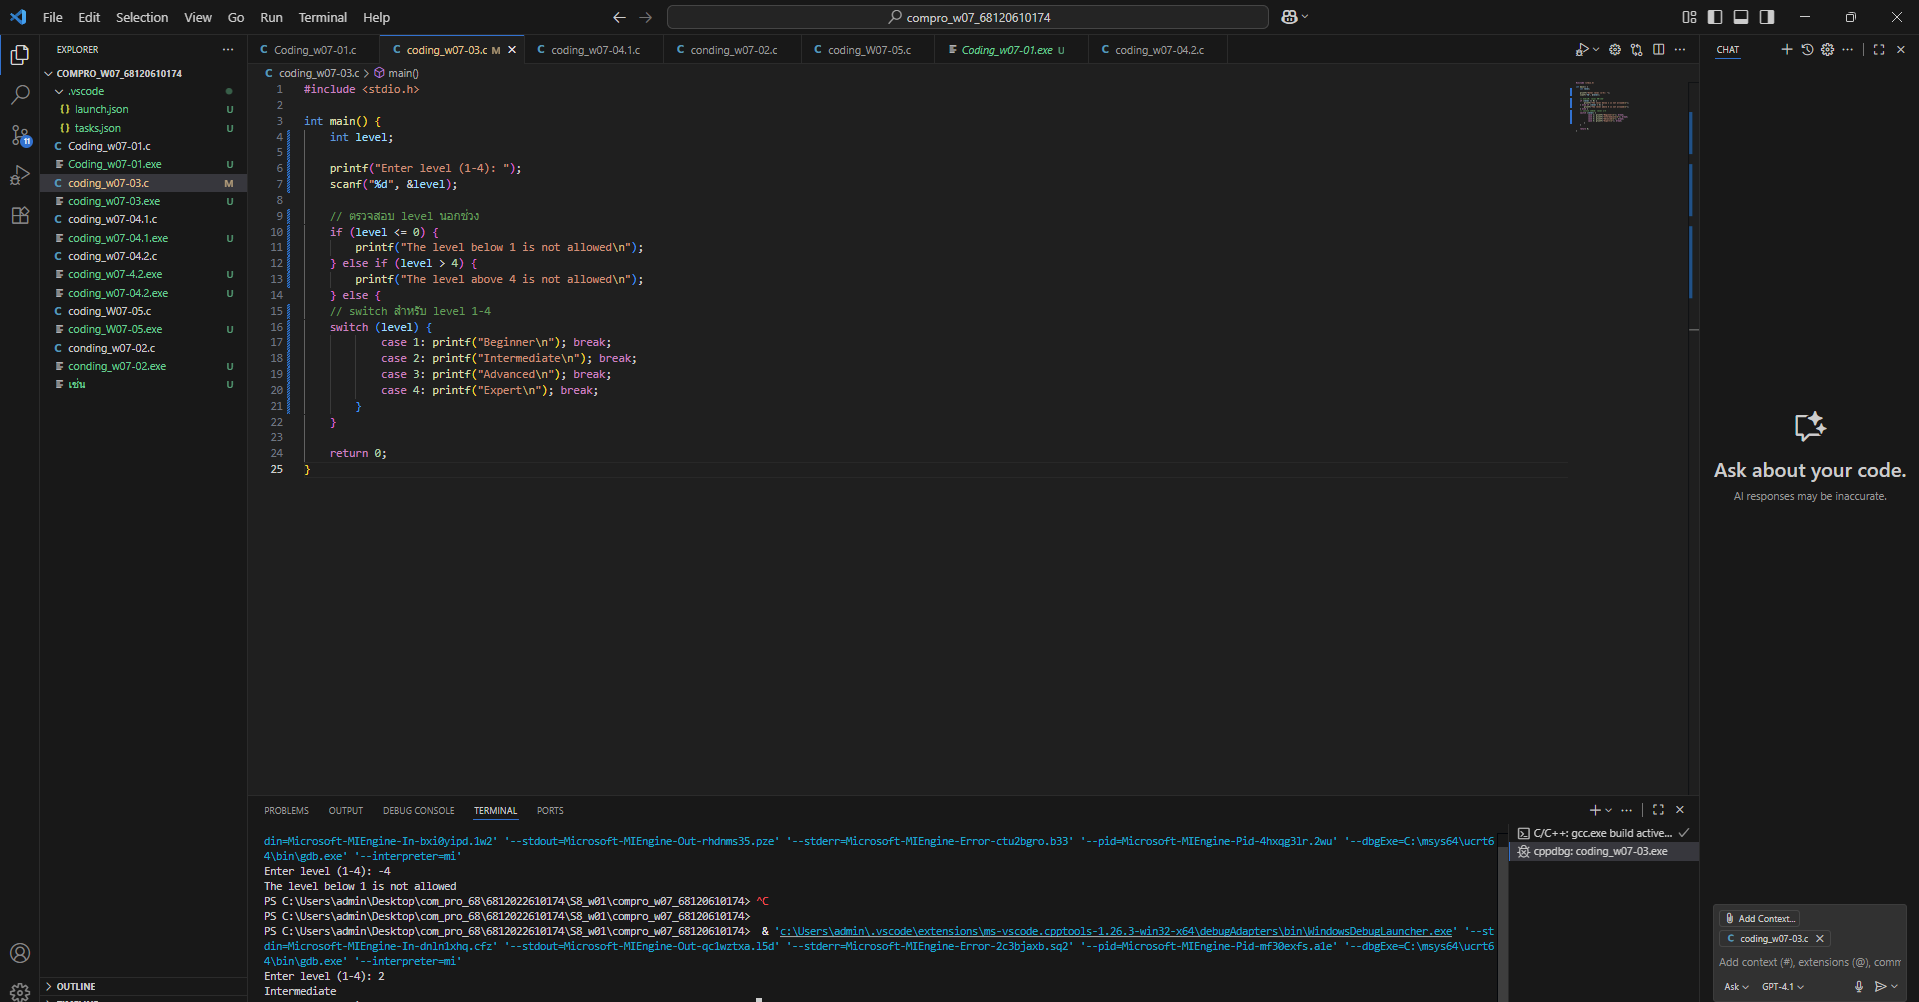 File Edit Selection View Go Run Terminal Help
compro_w07_68120610174
EXPLORER
COMPRO_W07_68120610174
.vscode
launch.json U
tasks.json U
Coding_w07-01.c
Coding_w07-01.exe U
coding_w07-03.c M
coding_w07-03.exe U
coding_w07-04.1.c
coding_w07-04.1.exe U
coding_w07-04.2.c
coding_w07-4.2.exe U
coding_w07-04.2.exe U
coding_W07-05.c
coding_W07-05.exe U
conding_w07-02.c
conding_w07-02.exe U
เช่น U
OUTLINE
11
Coding_w07-01.c coding_w07-03.c M coding_w07-04.1.c conding_w07-02.c coding_W07-05.c Coding_w07-01.exe U coding_w07-04.2.c
coding_w07-03.c > main()
1 #include <stdio.h>
2
3 int main() {
4 int level;
5
6 printf("Enter level (1-4): ");
7 scanf("%d", &level);
8
9 // ตรวจสอบ level นอกช่วง
10 if (level <= 0) {
11 printf("The level below 1 is not allowed\n");
12 } else if (level > 4) {
13 printf("The level above 4 is not allowed\n");
14 } else {
15 // switch สำหรับ level 1-4
16 switch (level) {
17 case 1: printf("Beginner\n"); break;
18 case 2: printf("Intermediate\n"); break;
19 case 3: printf("Advanced\n"); break;
20 case 4: printf("Expert\n"); break;
21 }
22 }
23
24 return 0;
25 }
PROBLEMS OUTPUT DEBUG CONSOLE TERMINAL PORTS
din=Microsoft-MIEngine-In-bxi0yipd.1w2' '--stdout=Microsoft-MIEngine-Out-rhdnms35.pze' '--stderr=Microsoft-MIEngine-Error-ctu2bgro.b33' '--pid=Microsoft-MIEngine-Pid-4hxqg3lr.2wu' '--dbgExe=C:\msys64\ucrt6
4\bin\gdb.exe' '--interpreter=mi'
Enter level (1-4): -4
The level below 1 is not allowed
PS C:\Users\admin\Desktop\com_pro_68\6812022610174\S8_w01\compro_w07_68120610174> ^C
PS C:\Users\admin\Desktop\com_pro_68\6812022610174\S8_w01\compro_w07_68120610174>
PS C:\Users\admin\Desktop\com_pro_68\6812022610174\S8_w01\compro_w07_68120610174> & 'c:\Users\admin\.vscode\extensions\ms-vscode.cpptools-1.26.3-win32-x64\debugAdapters\bin\WindowsDebugLauncher.exe' '--st
din=Microsoft-MIEngine-In-dnln1xhq.cfz' '--stdout=Microsoft-MIEngine-Out-qc1wztxa.l5d' '--stderr=Microsoft-MIEngine-Error-2c3bjaxb.sq2' '--pid=Microsoft-MIEngine-Pid-mf30exfs.a1e' '--dbgExe=C:\msys64\ucrt6
4\bin\gdb.exe' '--interpreter=mi'
Enter level (1-4): 2
Intermediate
C/C++: gcc.exe build active...
cppdbg: coding_w07-03.exe
CHAT
Ask about your code.
AI responses may be inaccurate.
Add Context...
coding_w07-03.c
Add context (#), extensions (@), comm
Ask GPT-4.1